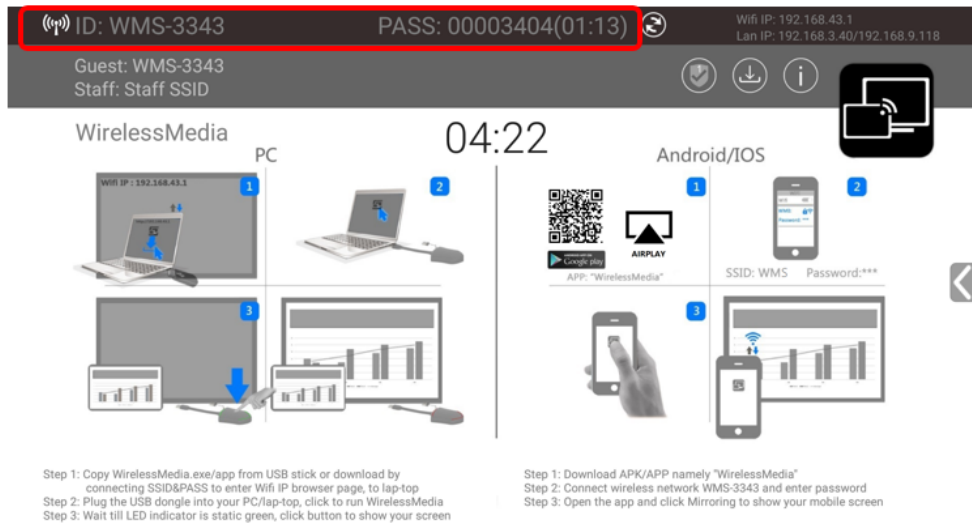 ID: WMS-3343
PASS: 00003404(01:13)
Wifi IP: 192.168.43.1
Lan IP: 192.168.3.40/192.168.9.118
Guest: WMS-3343
Staff: Staff SSID
WirelessMedia
04:22
PC
Wifi IP : 192.168.43.1
1
2
3
Step 1: Copy WirelessMedia.exe/app from USB stick or download by
connecting SSID&PASS to enter Wifi IP browser page, to lap-top
Step 2: Plug the USB dongle into your PC/lap-top, click to run WirelessMedia
Step 3: Wait till LED indicator is static green, click button to show your screen
Android/IOS
1
Google play
APP: "WirelessMedia"
AIRPLAY
2
SSID: WMS Password:***
3
Step 1: Download APK/APP namely "WirelessMedia"
Step 2: Connect wireless network WMS-3343 and enter password
Step 3: Open the app and click Mirroring to show your mobile screen